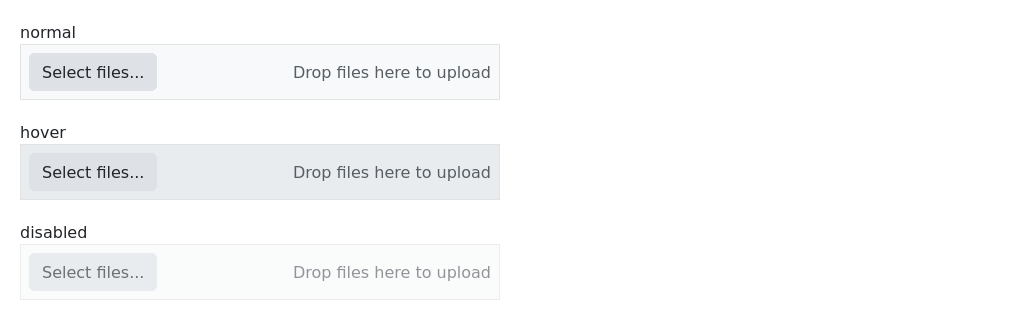 normal
Select files... Drop files here to upload
hover
Select files... Drop files here to upload
disabled
Select files... Drop files here to upload